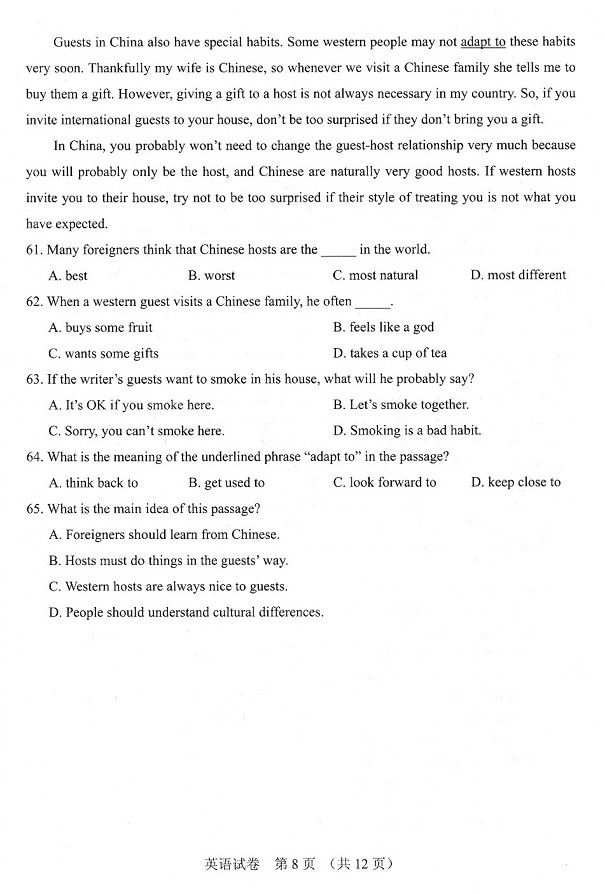 Guests in China also have special habits. Some western people may not adapt to these habits
very soon. Thankfully my wife is Chinese, so whenever we visit a Chinese family she tells me to
buy them a gift. However, giving a gift to a host is not always necessary in my country. So, if you
invite international guests to your house, don't be too surprised if they don't bring you a gift.
In China, you probably won't need to change the guest-host relationship very much because
you will probably only be the host, and Chinese are naturally very good hosts. If western hosts
invite you to their house, try not to be too surprised if their style of treating you is not what you
have expected.
61. Many foreigners think that Chinese hosts are the _____ in the world.
A. best B. worst C. most natural D. most different
62. When a western guest visits a Chinese family, he often _____.
A. buys some fruit B. feels like a god
C. wants some gifts D. takes a cup of tea
63. If the writer's guests want to smoke in his house, what will he probably say?
A. It's OK if you smoke here. B. Let's smoke together.
C. Sorry, you can't smoke here. D. Smoking is a bad habit.
64. What is the meaning of the underlined phrase "adapt to" in the passage?
A. think back to B. get used to C. look forward to D. keep close to
65. What is the main idea of this passage?
A. Foreigners should learn from Chinese.
B. Hosts must do things in the guests' way.
C. Western hosts are always nice to guests.
D. People should understand cultural differences.
英语试卷 第 8 页 （共 12 页）